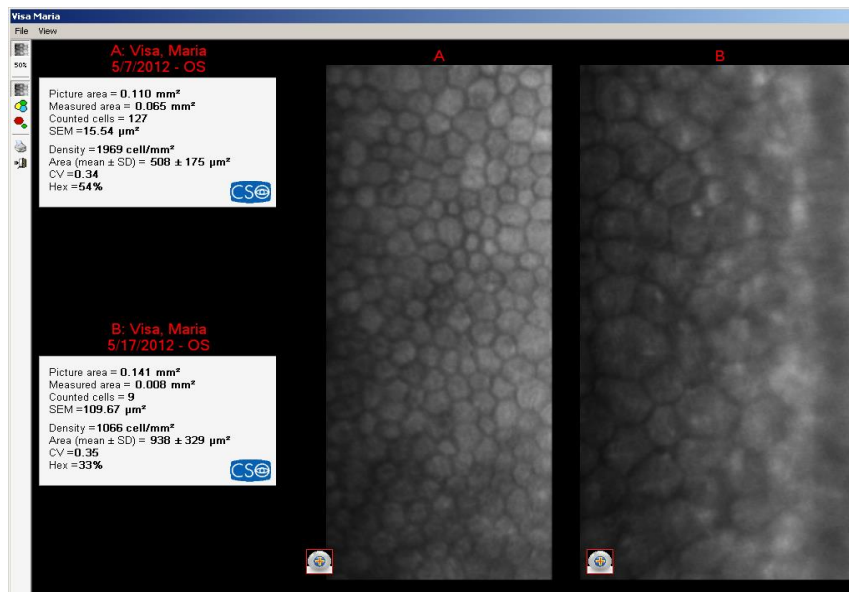 Visa Maria
File View
50%
A: Visa, Maria
5/7/2012 - OS
Picture area = 0.110 mm²
Measured area = 0.065 mm²
Counted cells = 127
SEM =15.54 µm²
Density =1969 cell/mm²
Area (mean ± SD) = 508 ± 175 µm²
CV =0.34
Hex =54%
CSO
B: Visa, Maria
5/17/2012 - OS
Picture area = 0.141 mm²
Measured area = 0.008 mm²
Counted cells = 9
SEM =109.67 µm²
Density =1066 cell/mm²
Area (mean ± SD) = 938 ± 329 µm²
CV =0.35
Hex =33%
CSO
A
B